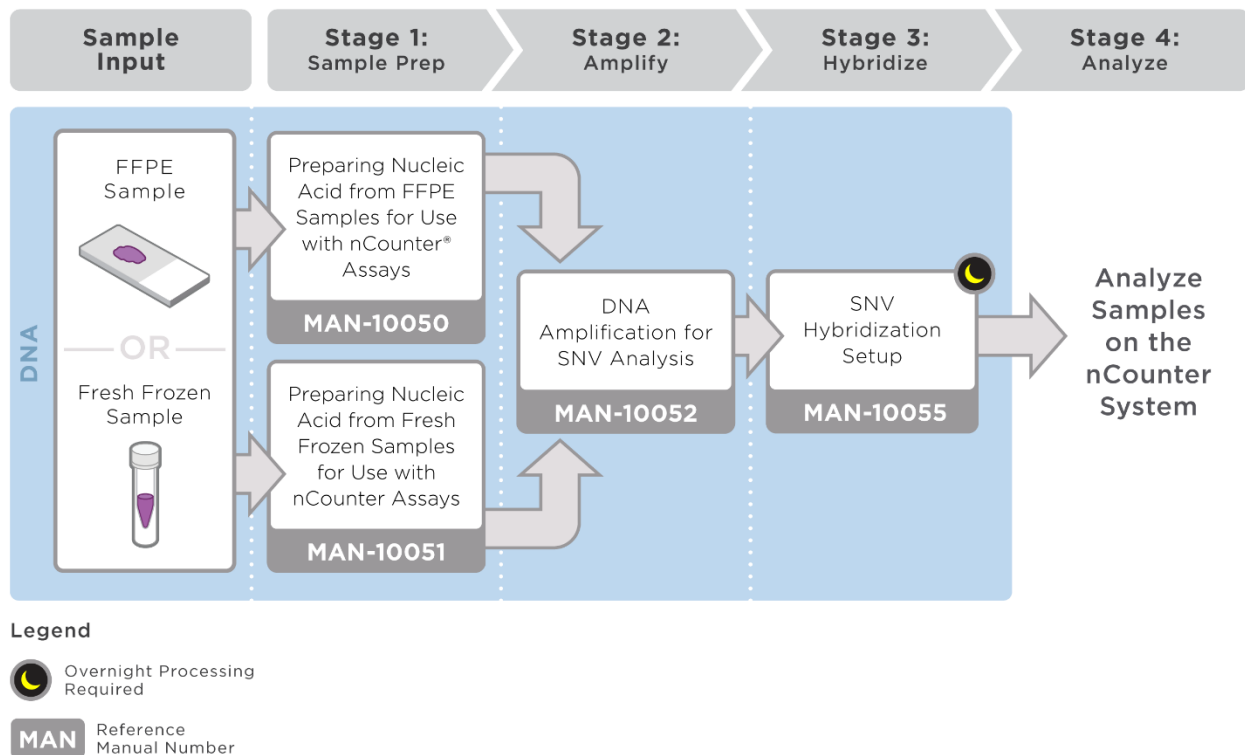 Sample
Input
Stage 1:
Sample Prep
Stage 2:
Amplify
Stage 3:
Hybridize
Stage 4:
Analyze
DNA
FFPE
Sample
OR
Fresh Frozen
Sample
Preparing Nucleic
Acid from FFPE
Samples for Use
with nCounter®
Assays
MAN-10050
Preparing Nucleic
Acid from Fresh
Frozen Samples
for Use with
nCounter Assays
MAN-10051
DNA
Amplification for
SNV Analysis
MAN-10052
SNV
Hybridization
Setup
MAN-10055
Analyze
Samples
on the
nCounter
System
Legend
Overnight Processing
Required
MAN
Reference
Manual Number